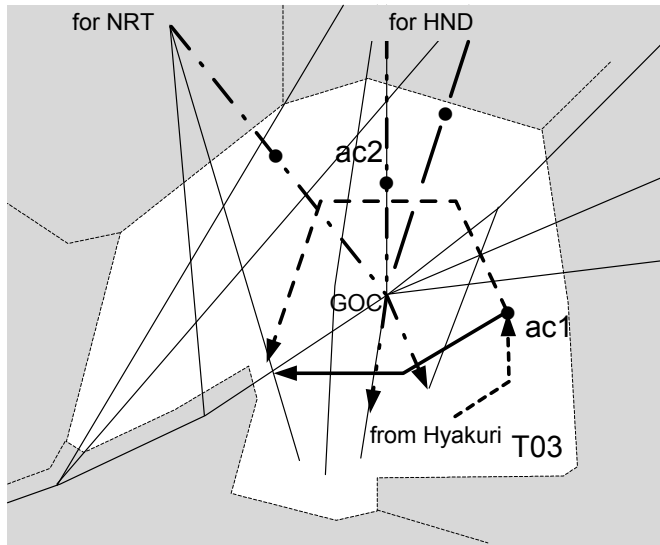 for NRT
for HND
ac2
GOC
ac1
from Hyakuri
T03